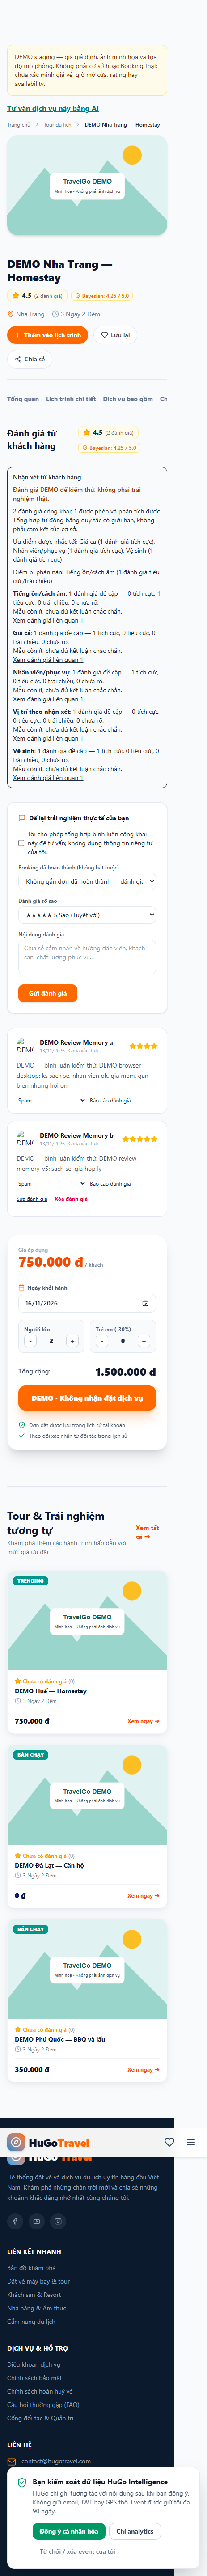 DEMO staging — giá giả định, ảnh minh họa và tọa
độ mô phỏng. Không phải cơ sở hoặc Booking thật;
chưa xác minh giá vé, giờ mở cửa, rating hay
availability.
Tư vấn dịch vụ này bằng AI
Trang chủ > Tour du lịch > DEMO Nha Trang — Homestay
TravelGo DEMO
Minh họa • Không phải ảnh dịch vụ
DEMO Nha Trang —
Homestay
4.5 (2 đánh giá)
Bayesian: 4.25 / 5.0
Nha Trang
3 Ngày 2 Đêm
+ Thêm vào lịch trình
Lưu lại
Chia sẻ
Tổng quan
Lịch trình chi tiết
Dịch vụ bao gồm
Ch
Đánh giá từ
khách hàng
4.5 (2 đánh giá)
Bayesian: 4.25 / 5.0
Nhận xét từ khách hàng
Đánh giá DEMO để kiểm thử, không phải trải
nghiệm thật.
2 đánh giá công khai; 1 được phép và phân tích được.
Tổng hợp tự động bằng quy tắc có giới hạn, không
phải cam kết của cơ sở.
Ưu điểm được nhắc tới: Giá cả (1 đánh giá tích cực),
Nhân viên/phục vụ (1 đánh giá tích cực), Vệ sinh (1
đánh giá tích cực)
Điểm bị phàn nàn: Tiếng ồn/cách âm (1 đánh giá tiêu
cực/trái chiều)
Tiếng ồn/cách âm: 1 đánh giá đề cập — 0 tích cực, 1
tiêu cực, 0 trái chiều, 0 chưa rõ.
Mẫu còn ít, chưa đủ kết luận chắc chắn.
Xem đánh giá liên quan 1
Giá cả: 1 đánh giá đề cập — 1 tích cực, 0 tiêu cực, 0
trái chiều, 0 chưa rõ.
Mẫu còn ít, chưa đủ kết luận chắc chắn.
Xem đánh giá liên quan 1
Nhân viên/phục vụ: 1 đánh giá đề cập — 1 tích cực,
0 tiêu cực, 0 trái chiều, 0 chưa rõ.
Mẫu còn ít, chưa đủ kết luận chắc chắn.
Xem đánh giá liên quan 1
Vị trí theo nhận xét: 1 đánh giá đề cập — 0 tích cực,
0 tiêu cực, 0 trái chiều, 0 chưa rõ.
Mẫu còn ít, chưa đủ kết luận chắc chắn.
Xem đánh giá liên quan 1
Vệ sinh: 1 đánh giá đề cập — 1 tích cực, 0 tiêu cực, 0
trái chiều, 0 chưa rõ.
Mẫu còn ít, chưa đủ kết luận chắc chắn.
Xem đánh giá liên quan 1
Để lại trải nghiệm thực tế của bạn
Tôi cho phép tổng hợp bình luận công khai
này để tư vấn; không dùng thông tin riêng tư
của tôi.
Booking đã hoàn thành (không bắt buộc)
Không gắn đơn đã hoàn thành — đánh giá
Đánh giá số sao
★★★★★ 5 Sao (Tuyệt vời)
Nội dung đánh giá
Chia sẻ cảm nhận về hướng dẫn viên, khách
sạn, chất lượng phục vụ...
Gửi đánh giá
DEMO
DEMO Review Memory a
13/11/2026 · Chưa xác thực
DEMO — bình luận kiểm thử: DEMO browser
desktop: ks sach se, nhan vien ok, gia mem, gan
bien nhung hoi on
Spam
Báo cáo đánh giá
DEMO
DEMO Review Memory b
13/11/2026 · Chưa xác thực
DEMO — bình luận kiểm thử: DEMO review-
memory-v5: sach se, gia hop ly
Spam
Báo cáo đánh giá
Sửa đánh giá
Xóa đánh giá
Giá áp dụng
750.000 đ / khách
Ngày khởi hành
16/11/2026
Người lớn
- 2 +
Trẻ em (-30%)
- 0 +
Tổng cộng:
1.500.000 đ
DEMO · Không nhận đặt dịch vụ
Đơn đặt được lưu trong lịch sử tài khoản
Theo dõi xác nhận từ đối tác trong lịch sử
Tour & Trải nghiệm
tương tự
Khám phá thêm các hành trình hấp dẫn với
mức giá ưu đãi
Xem tất
cả →
TRENDING
TravelGo DEMO
Minh họa • Không phải ảnh dịch vụ
Chưa có đánh giá (0)
DEMO Huế — Homestay
3 Ngày 2 Đêm
750.000 đ
Xem ngay →
BÁN CHẠY
TravelGo DEMO
Minh họa • Không phải ảnh dịch vụ
Chưa có đánh giá (0)
DEMO Đà Lạt — Căn hộ
3 Ngày 2 Đêm
0 ₫
Xem ngay →
BÁN CHẠY
TravelGo DEMO
Minh họa • Không phải ảnh dịch vụ
Chưa có đánh giá (0)
DEMO Phú Quốc — BBQ và lẩu
3 Ngày 2 Đêm
350.000 đ
Xem ngay →
HuGoTravel
HuGo Travel
Hệ thống đặt vé và dịch vụ du lịch uy tín hàng đầu Việt
Nam. Khám phá những chân trời mới và chia sẻ những
khoảnh khắc đáng nhớ nhất cùng chúng tôi.
LIÊN KẾT NHANH
Bản đồ khám phá
Đặt vé máy bay & tour
Khách sạn & Resort
Nhà hàng & Ẩm thực
Cẩm nang du lịch
DỊCH VỤ & HỖ TRỢ
Điều khoản dịch vụ
Chính sách bảo mật
Chính sách hoàn huỷ vé
Câu hỏi thường gặp (FAQ)
Cổng đối tác & Quản trị
LIÊN HỆ
contact@hugotravel.com
Bạn kiểm soát dữ liệu HuGo Intelligence
HuGo chỉ ghi tương tác với nội dung sau khi bạn đồng ý.
Không gửi email, JWT hay GPS thô. Event được giữ tối đa
90 ngày.
Đồng ý cá nhân hóa
Chỉ analytics
Từ chối / xóa event của tôi